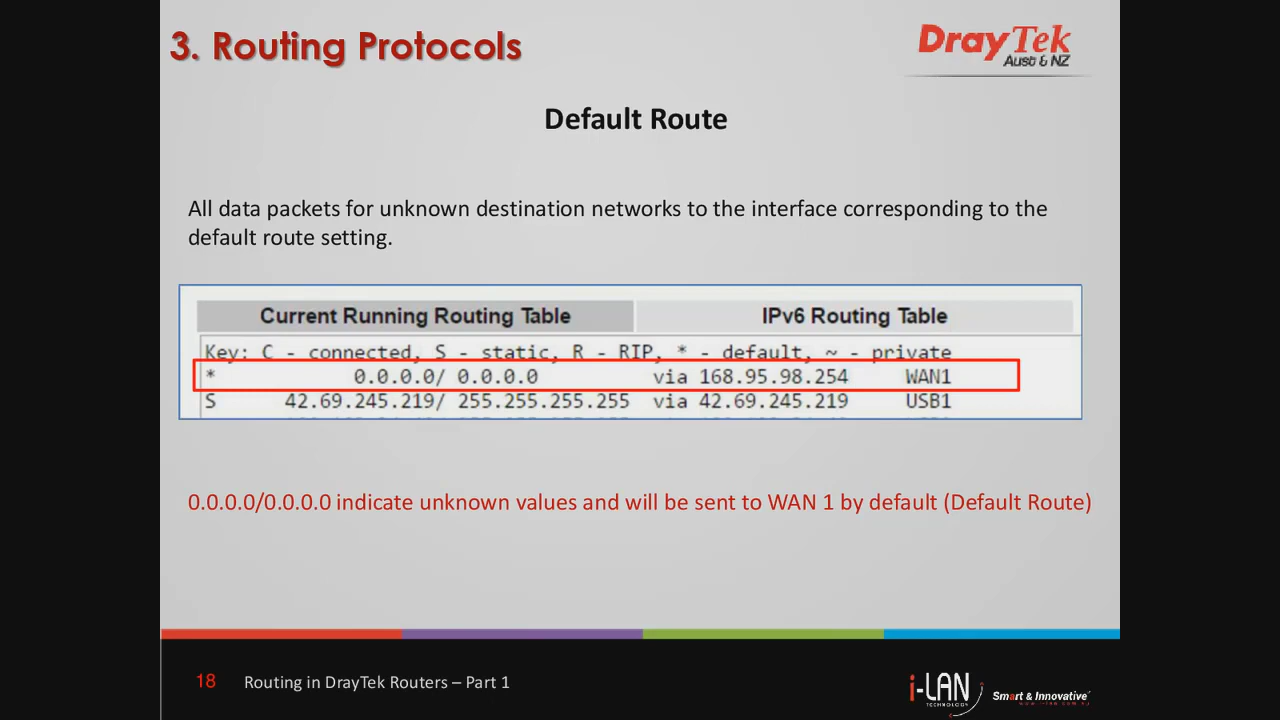 3. Routing Protocols
DrayTek
Aust & NZ
Default Route
All data packets for unknown destination networks to the interface corresponding to the
default route setting.
Current Running Routing Table
IPv6 Routing Table
Key: C - connected, S - static, R - RIP, * - default, ~ - private
* 0.0.0.0/ 0.0.0.0 via 168.95.98.254 WAN1
S 42.69.245.219/ 255.255.255.255 via 42.69.245.219 USB1
0.0.0.0/0.0.0.0 indicate unknown values and will be sent to WAN 1 by default (Default Route)
18 Routing in DrayTek Routers – Part 1
i-LAN
TECHNOLOGY
Smart & Innovative